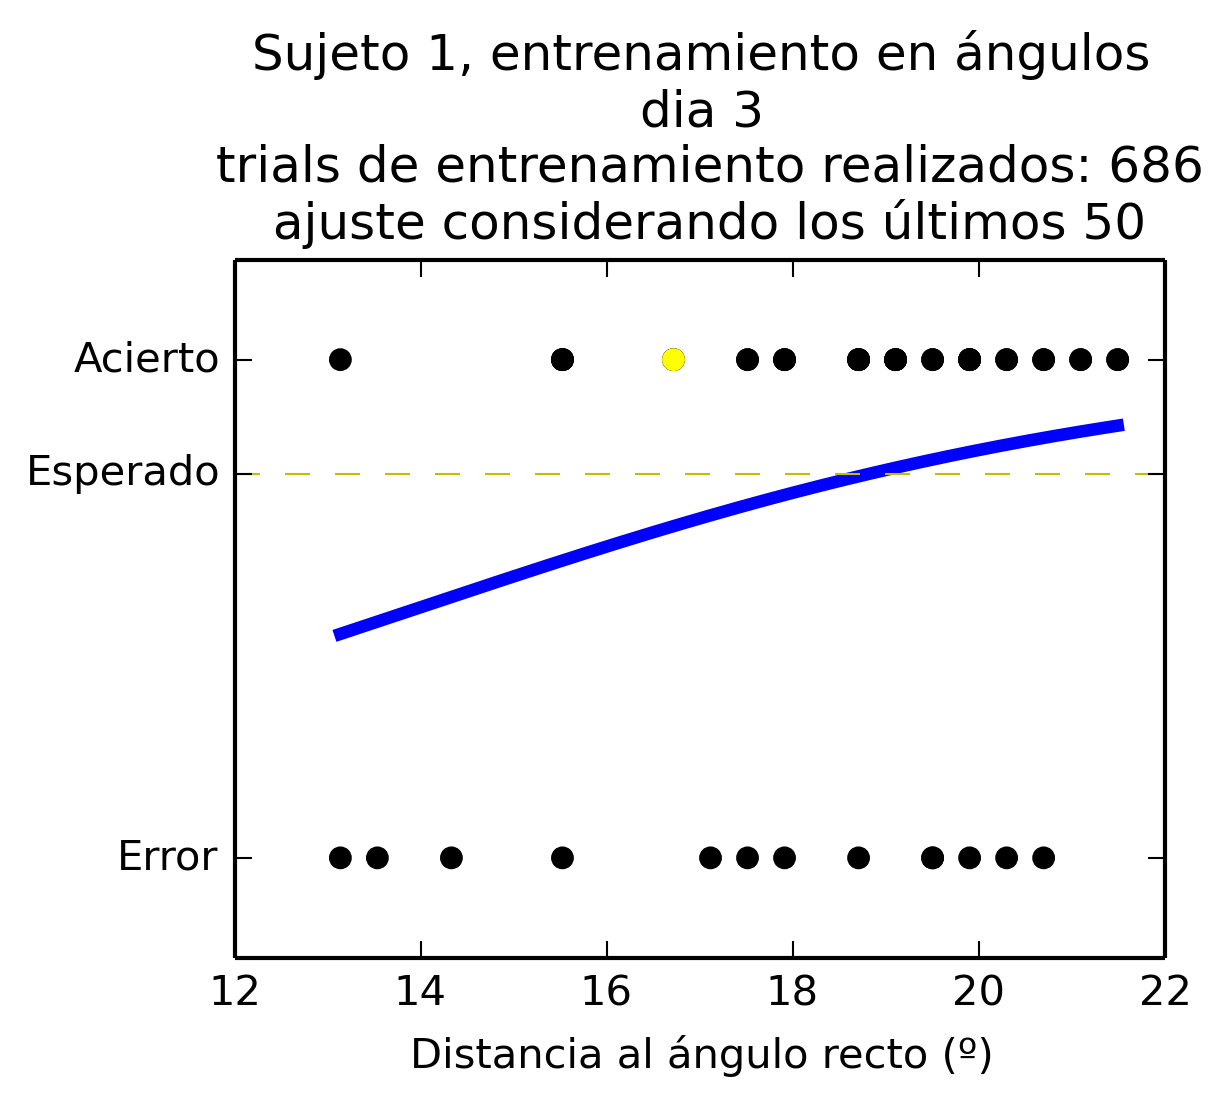 Sujeto 1, entrenamiento en ángulos
dia 3
trials de entrenamiento realizados: 686
ajuste considerando los últimos 50
Acierto
Esperado
Error
12 14 16 18 20 22
Distancia al ángulo recto (º)